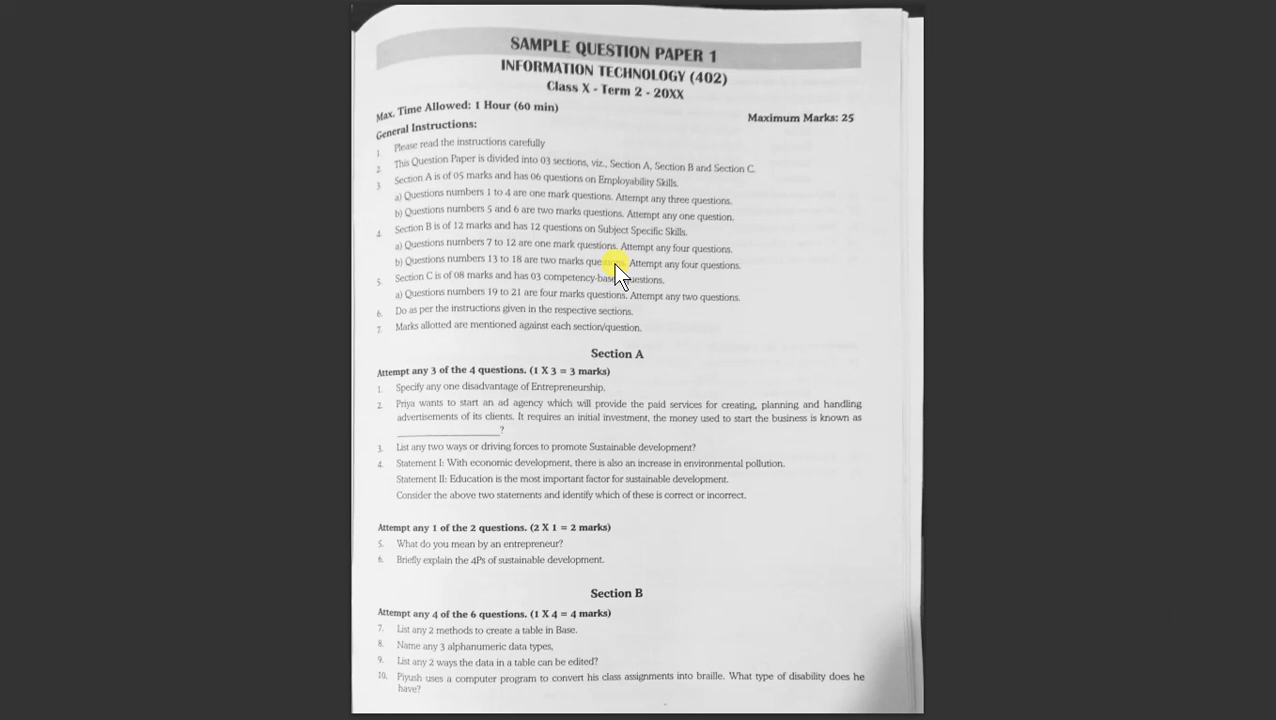 SAMPLE QUESTION PAPER 1
INFORMATION TECHNOLOGY (402)
Class X - Term 2 - 20XX
Max. Time Allowed: 1 Hour (60 min)
Maximum Marks: 25
General Instructions:
1. Please read the instructions carefully
2. This Question Paper is divided into 03 sections, viz., Section A, Section B and Section C.
3. Section A is of 05 marks and has 06 questions on Employability Skills.
a) Questions numbers 1 to 4 are one mark questions. Attempt any three questions.
b) Questions numbers 5 and 6 are two marks questions. Attempt any one question.
4. Section B is of 12 marks and has 12 questions on Subject Specific Skills.
a) Questions numbers 7 to 12 are one mark questions. Attempt any four questions.
b) Questions numbers 13 to 18 are two marks questions. Attempt any four questions.
5. Section C is of 08 marks and has 03 competency-based questions.
a) Questions numbers 19 to 21 are four marks questions. Attempt any two questions.
6. Do as per the instructions given in the respective sections.
7. Marks allotted are mentioned against each section/question.
Section A
Attempt any 3 of the 4 questions. (1 X 3 = 3 marks)
1. Specify any one disadvantage of Entrepreneurship.
2. Priya wants to start an ad agency which will provide the paid services for creating, planning and handling
advertisements of its clients. It requires an initial investment, the money used to start the business is known as
____________________?
3. List any two ways or driving forces to promote Sustainable development?
4. Statement I: With economic development, there is also an increase in environmental pollution.
Statement II: Education is the most important factor for sustainable development.
Consider the above two statements and identify which of these is correct or incorrect.
Attempt any 1 of the 2 questions. (2 X 1 = 2 marks)
5. What do you mean by an entrepreneur?
6. Briefly explain the 4Ps of sustainable development.
Section B
Attempt any 4 of the 6 questions. (1 X 4 = 4 marks)
7. List any 2 methods to create a table in Base.
8. Name any 3 alphanumeric data types,
9. List any 2 ways the data in a table can be edited?
10. Piyush uses a computer program to convert his class assignments into braille. What type of disability does he
have?